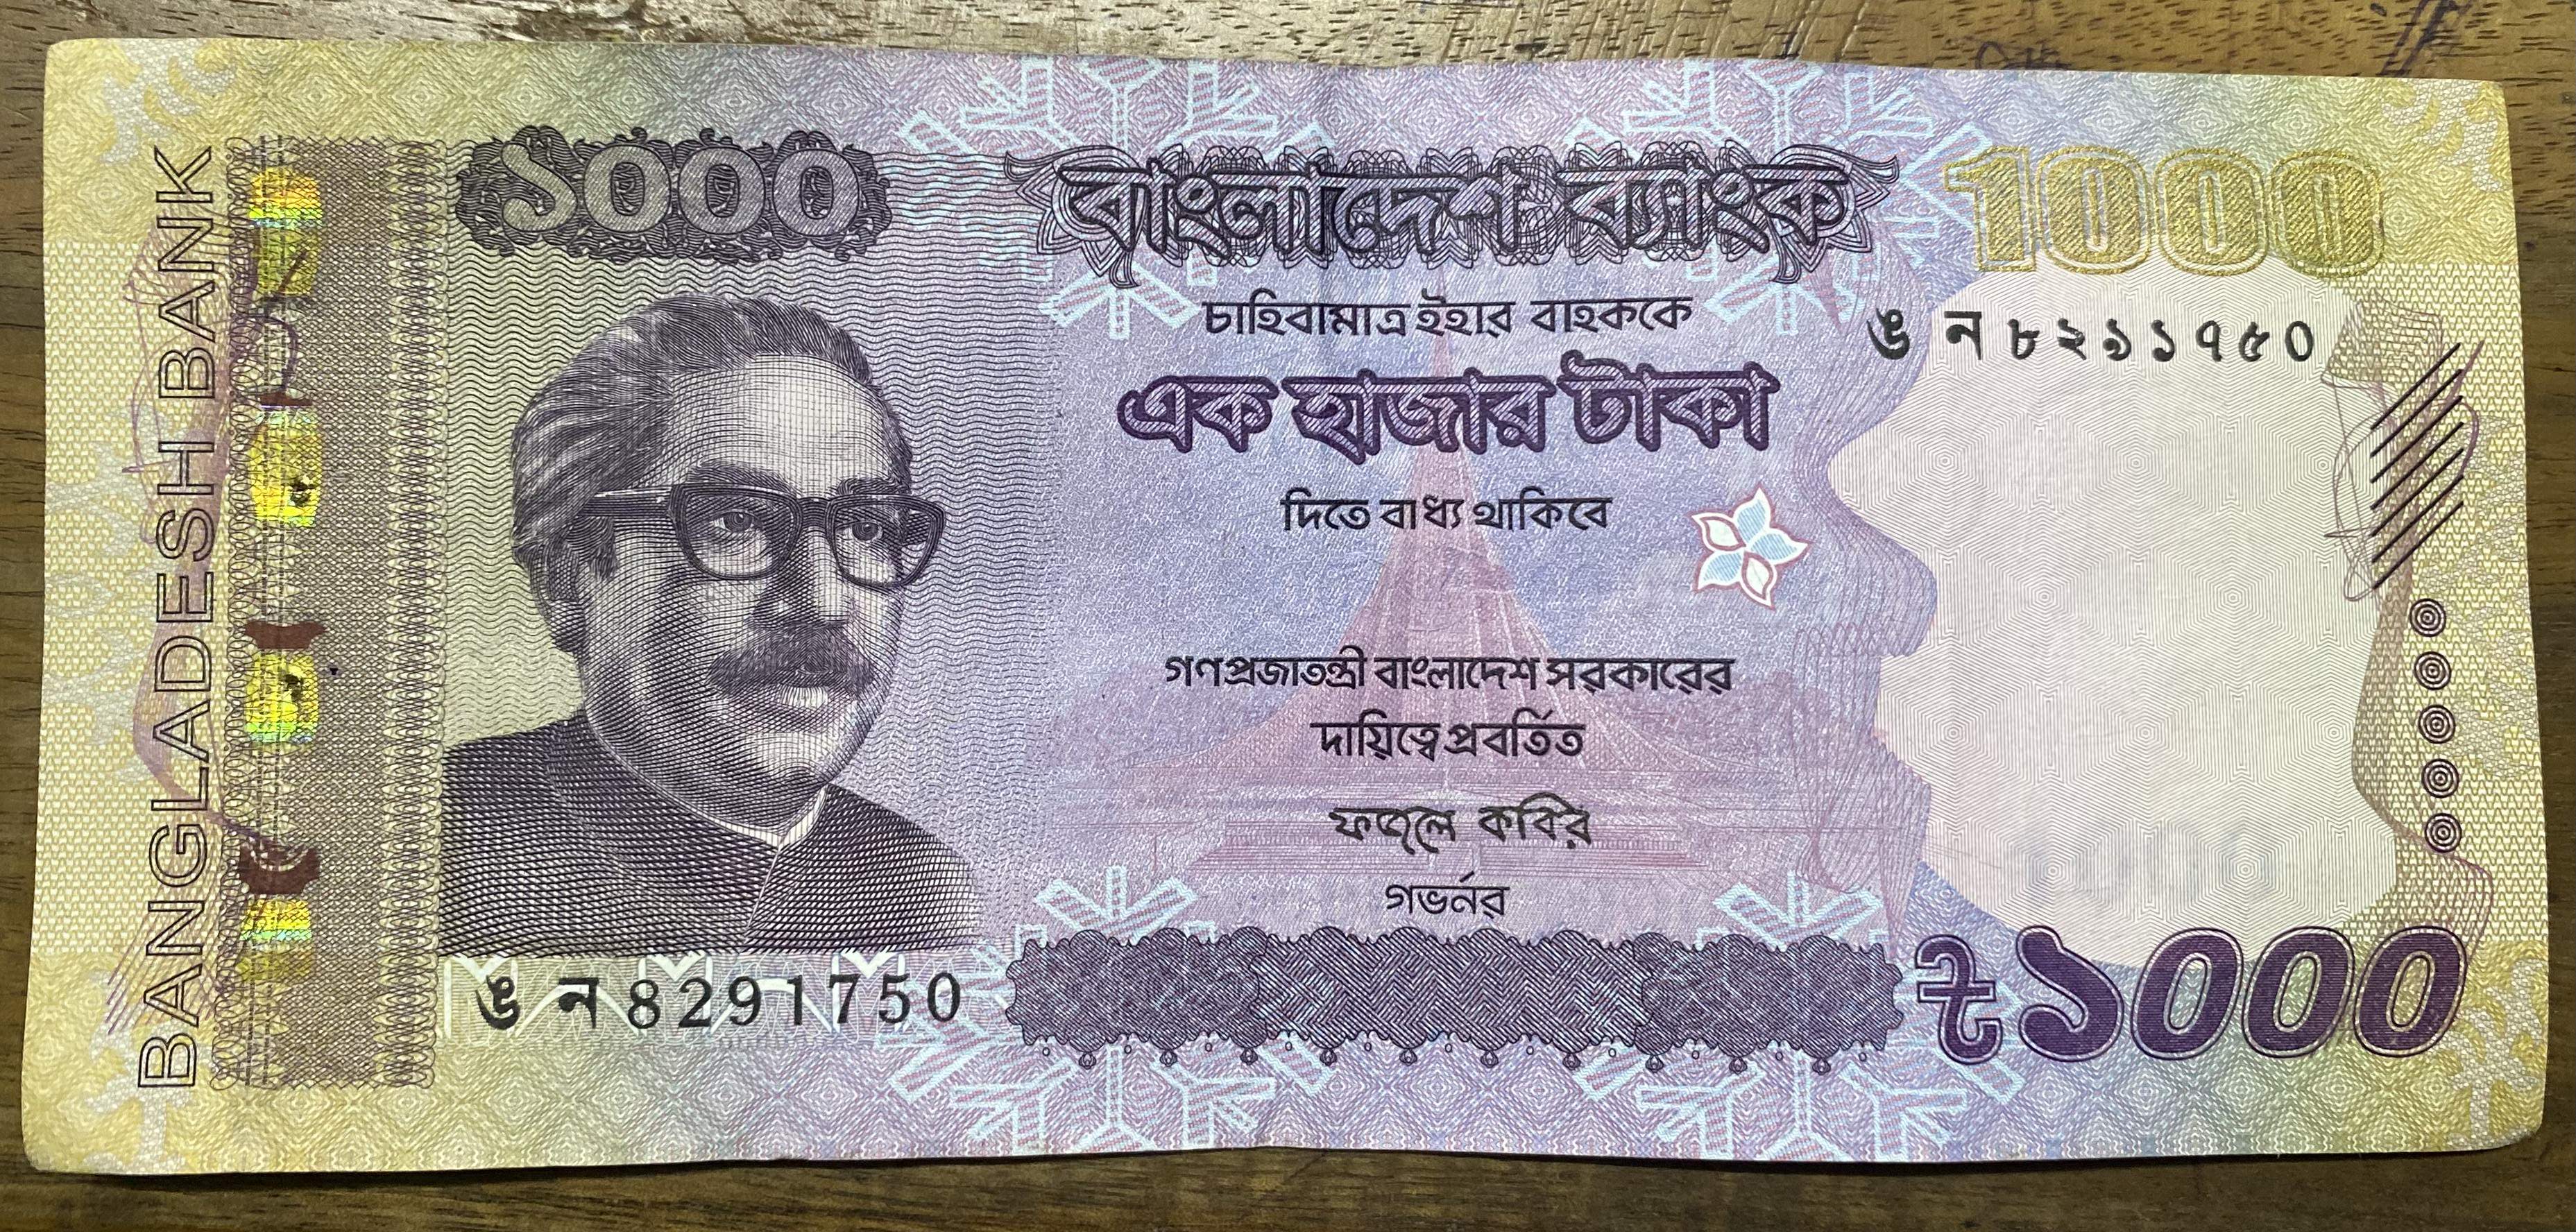 BANGLADESH BANK
১০০০
বাংলাদেশ ব্যাংক
1000
চাহিবামাত্র ইহার বাহককে
ঙ ন ৮২৯১৭৫০
এক হাজার টাকা
দিতে বাধ্য থাকিবে
গণপ্রজাতন্ত্রী বাংলাদেশ সরকারের
দায়িত্বে প্রবর্তিত
ফজলে কবির
গভর্নর
ঙ ন 8291750
৳১০০০